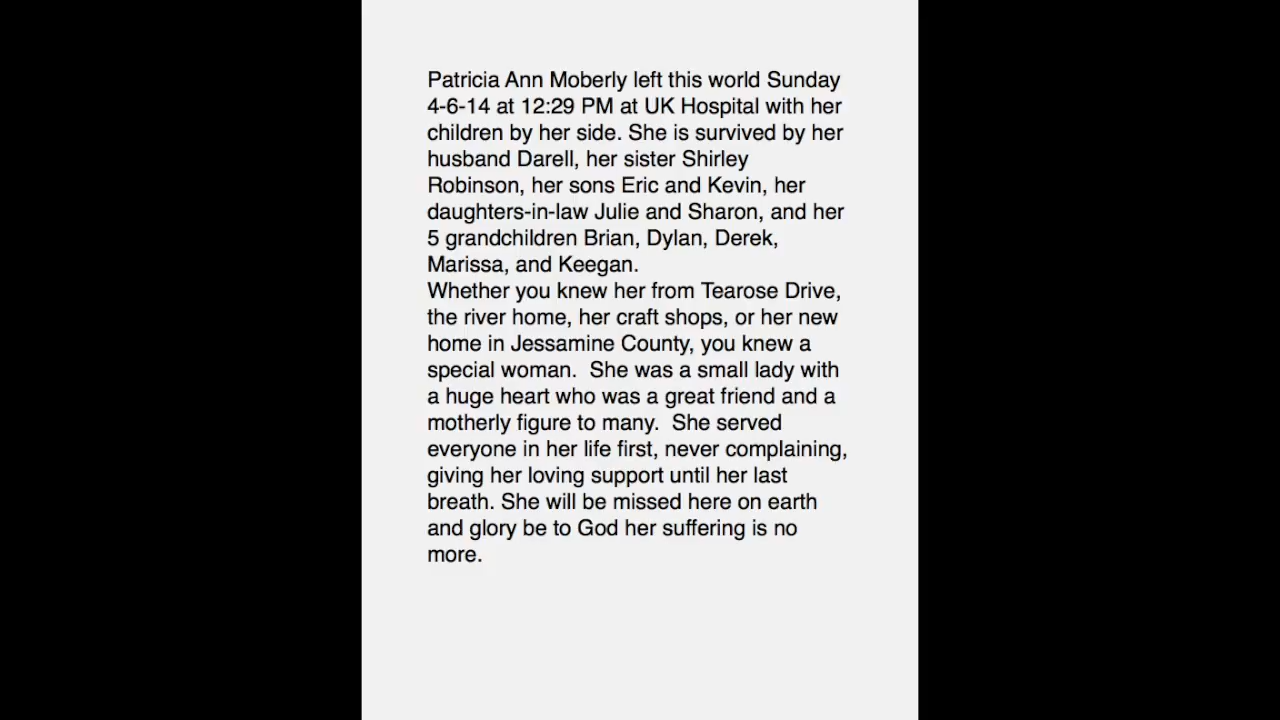 Patricia Ann Moberly left this world Sunday
4-6-14 at 12:29 PM at UK Hospital with her
children by her side. She is survived by her
husband Darell, her sister Shirley
Robinson, her sons Eric and Kevin, her
daughters-in-law Julie and Sharon, and her
5 grandchildren Brian, Dylan, Derek,
Marissa, and Keegan.
Whether you knew her from Tearose Drive,
the river home, her craft shops, or her new
home in Jessamine County, you knew a
special woman.  She was a small lady with
a huge heart who was a great friend and a
motherly figure to many.  She served
everyone in her life first, never complaining,
giving her loving support until her last
breath. She will be missed here on earth
and glory be to God her suffering is no
more.